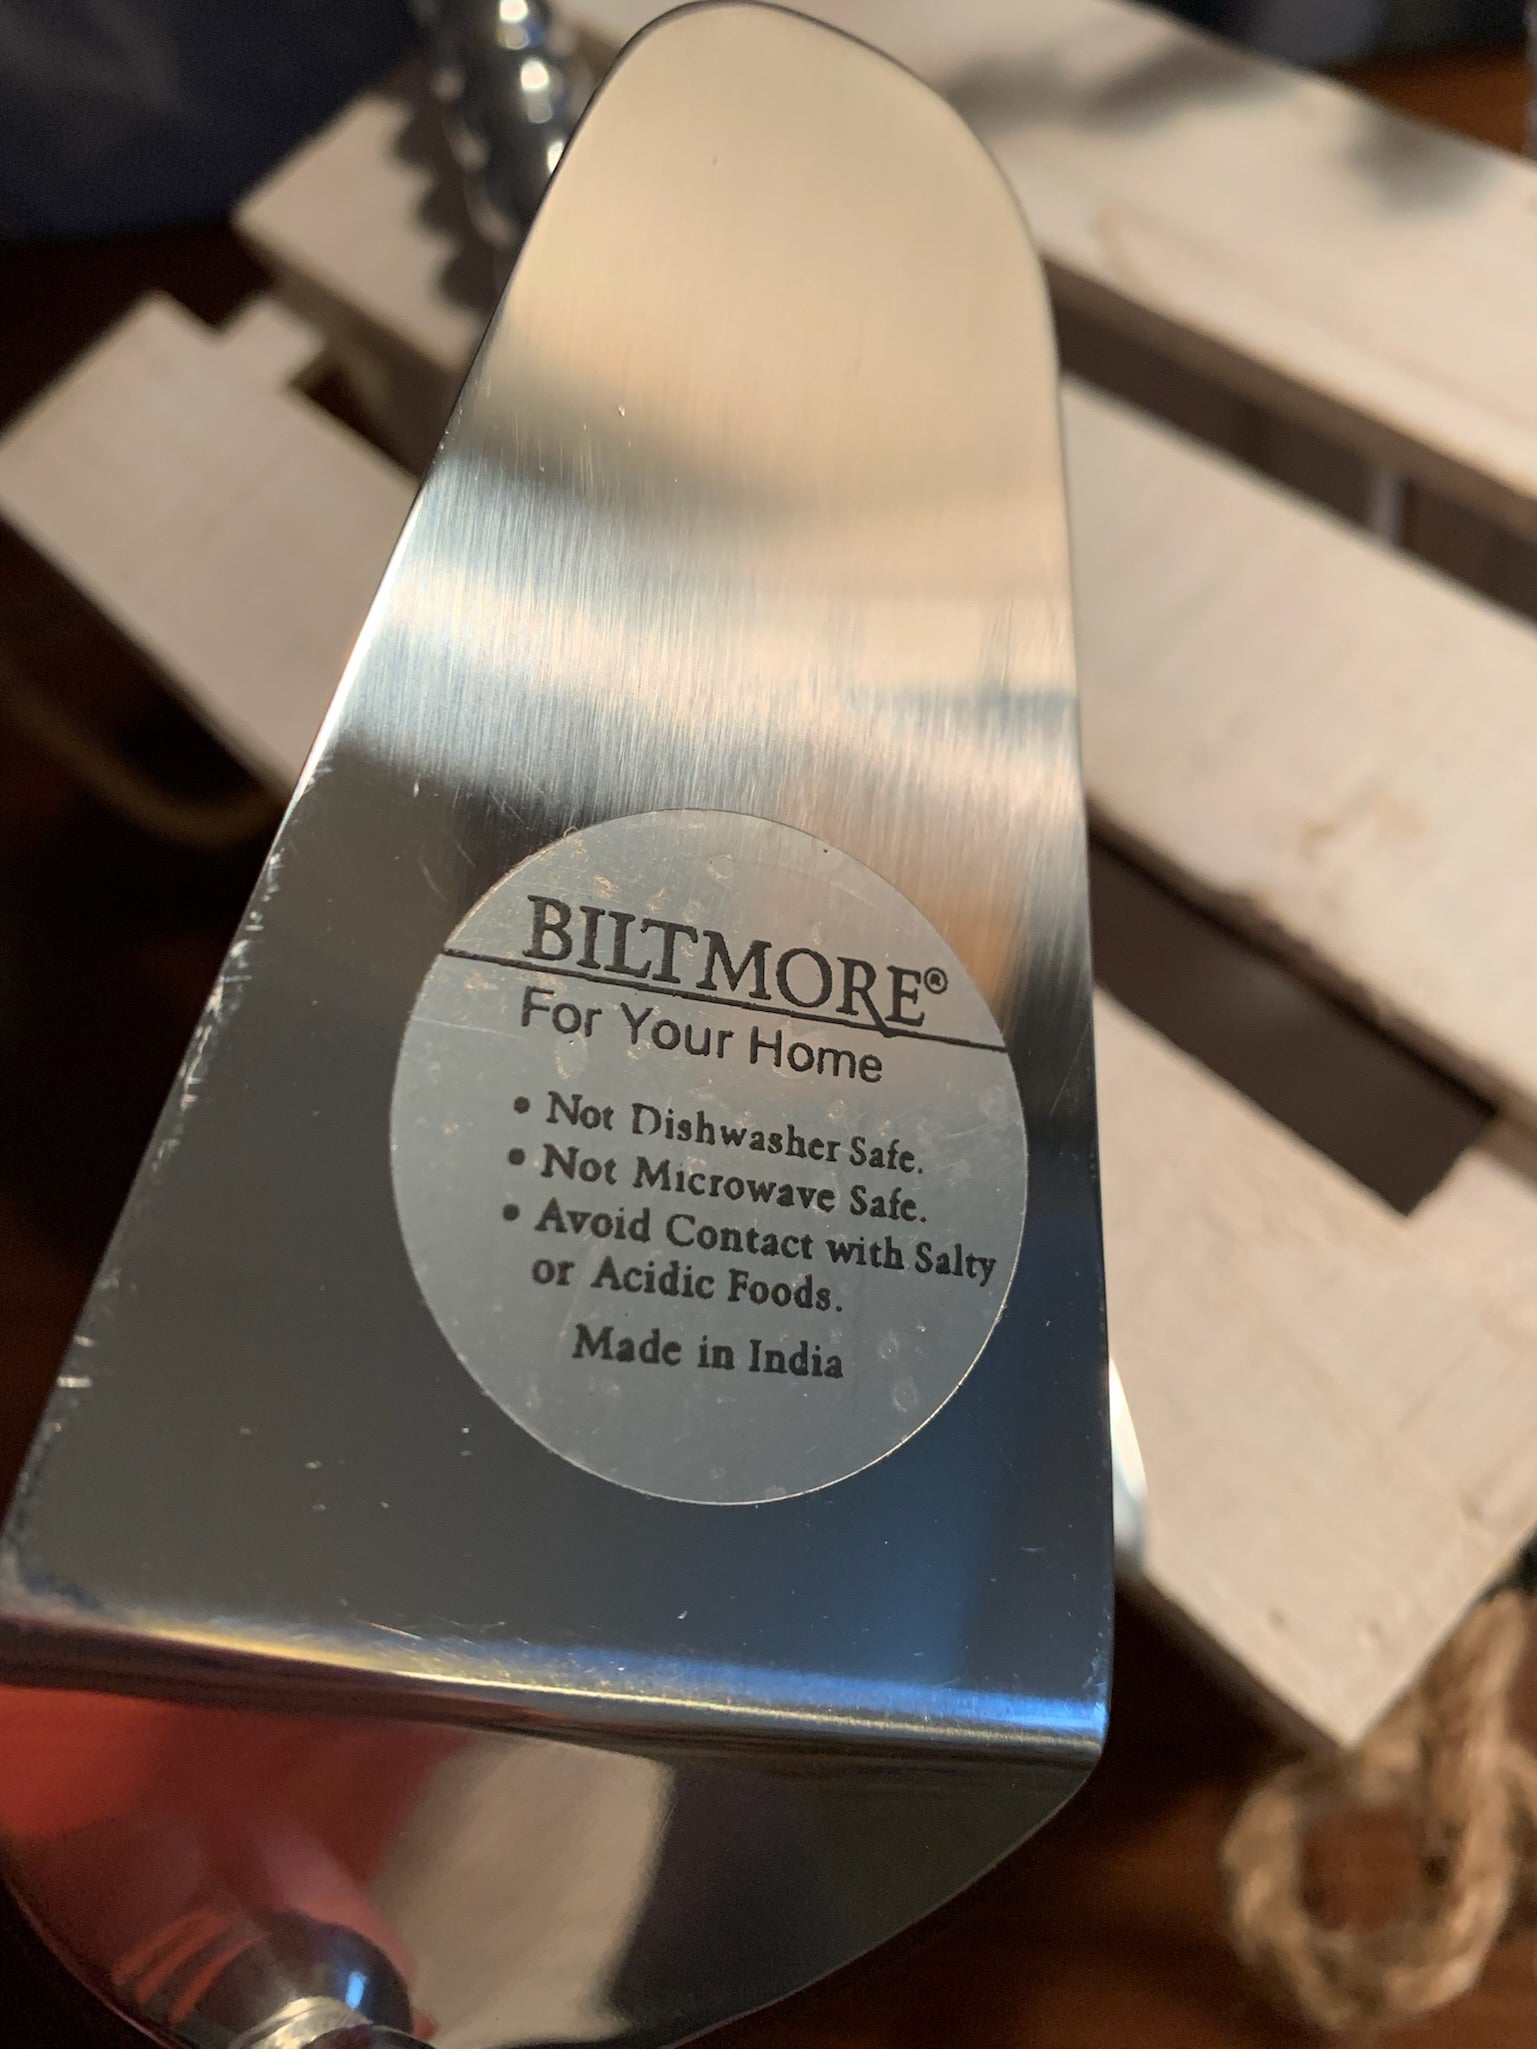 BILTMORE®
For Your Home
• Not Dishwasher Safe.
• Not Microwave Safe.
• Avoid Contact with Salty
or Acidic Foods.
Made in India